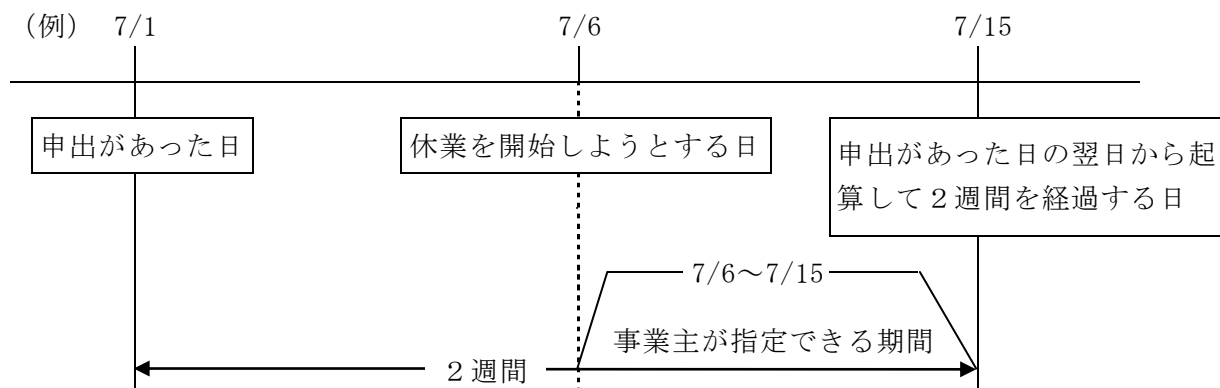 （例） 7/1 7/6 7/15
申出があった日
休業を開始しようとする日
申出があった日の翌日から起
算して２週間を経過する日
7/6～7/15
事業主が指定できる期間
２週間